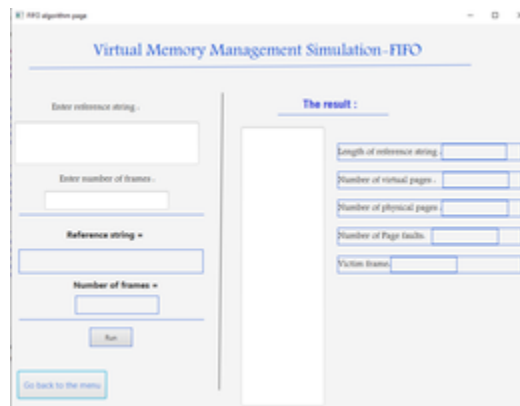 FIFO algorithm page
Virtual Memory Management Simulation-FIFO
Enter reference string .
Enter number of frames .
Reference string =
Number of frames =
Run
Go back to the menu
The result :
Length of reference string .
Number of virtual pages .
Number of physical pages .
Number of Page faults.
Victim frame.